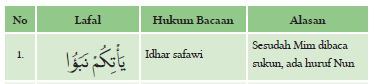 No Lafal Hukum Bacaan Alasan
1. يَأْتِكُمْ نَبَؤُا Idhar safawi Sesudah Mim dibaca
sukun, ada huruf Nun